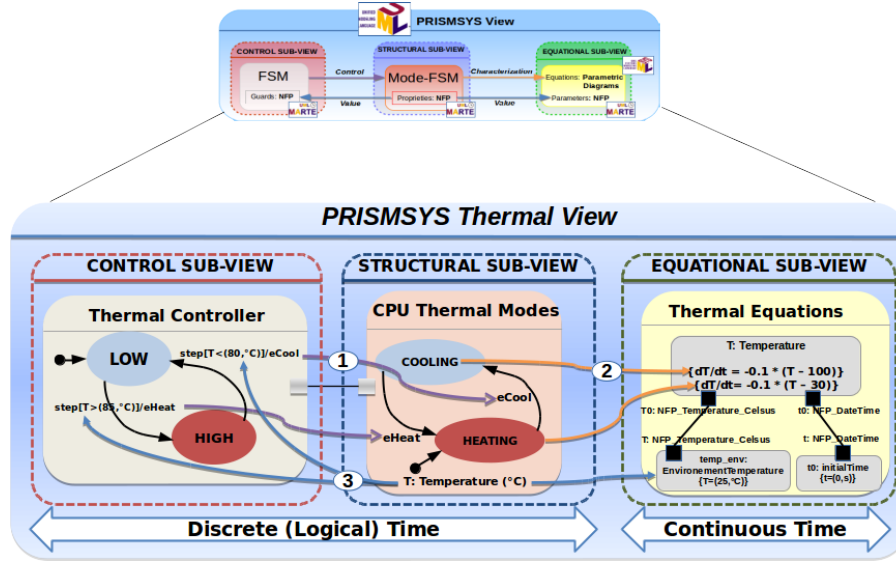 PRISMSYS View
UML
CONTROL SUB-VIEW
STRUCTURAL SUB-VIEW
EQUATIONAL SUB-VIEW
FSM
Control
Mode-FSM
Characterization
Equations: Parametric
Diagrams
Guards: NFP
Value
Proprieties: NFP
Value
Parameters: NFP
MARTE
MARTE
MARTE
PRISMSYS Thermal View
CONTROL SUB-VIEW
STRUCTURAL SUB-VIEW
EQUATIONAL SUB-VIEW
Thermal Controller
CPU Thermal Modes
Thermal Equations
T: Temperature
LOW
step[T<(80,°C)]/eCool
1
COOLING
2
{dT/dt = -0.1 * (T – 100)}
{dT/dt= -0.1 * (T – 30)}
eCool
step[T>(85,°C)]/eHeat
T0: NFP_Temperature_Celsus
t0: NFP_DateTime
HIGH
eHeat
HEATING
T: NFP_Temperature_Celsus
t: NFP_DateTime
3
T: Temperature (°C)
temp_env:
EnvironementTemperature
{T=(25,°C)}
t0: initialTime
{t=(0,s)}
Discrete (Logical) Time
Continuous Time